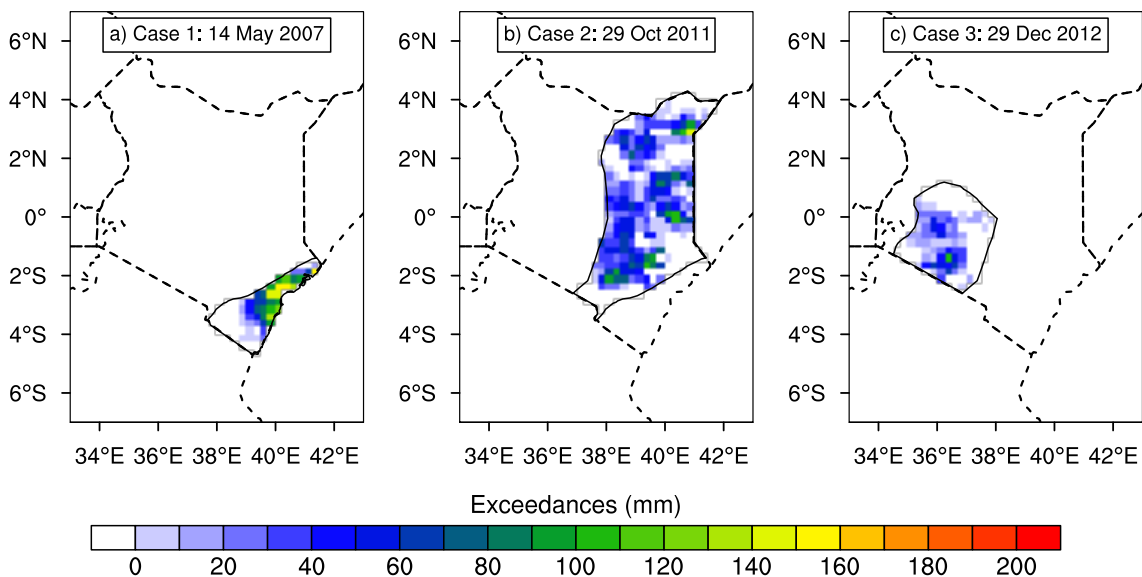 a) Case 1: 14 May 2007
b) Case 2: 29 Oct 2011
c) Case 3: 29 Dec 2012
6°N
4°N
2°N
0°
2°S
4°S
6°S
6°N
4°N
2°N
0°
2°S
4°S
6°S
6°N
4°N
2°N
0°
2°S
4°S
6°S
34°E 36°E 38°E 40°E 42°E
34°E 36°E 38°E 40°E 42°E
34°E 36°E 38°E 40°E 42°E
Exceedances (mm)
0 20 40 60 80 100 120 140 160 180 200